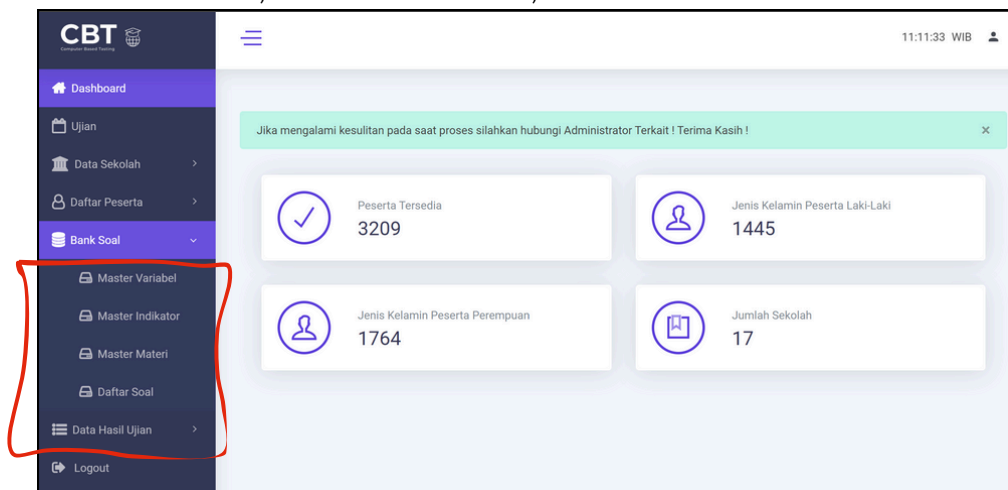 CBT
Computer Based Testing
11:11:33 WIB
Dashboard
Ujian
Data Sekolah
Daftar Peserta
Bank Soal
Master Variabel
Master Indikator
Master Materi
Daftar Soal
Data Hasil Ujian
Logout
Jika mengalami kesulitan pada saat proses silahkan hubungi Administrator Terkait ! Terima Kasih !
Peserta Tersedia
3209
Jenis Kelamin Peserta Laki-Laki
1445
Jenis Kelamin Peserta Perempuan
1764
Jumlah Sekolah
17